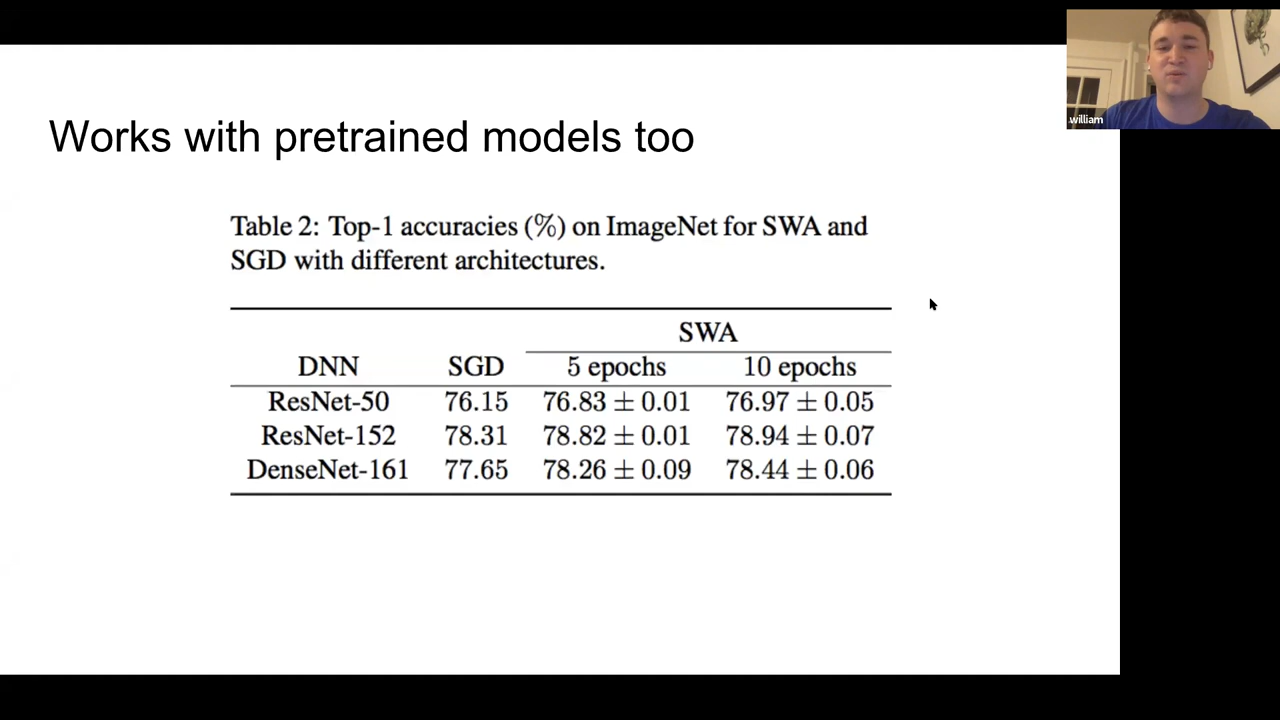 william
Works with pretrained models too
Table 2: Top-1 accuracies (%) on ImageNet for SWA and
SGD with different architectures.
SWA
DNN SGD 5 epochs 10 epochs
ResNet-50 76.15 76.83 ± 0.01 76.97 ± 0.05
ResNet-152 78.31 78.82 ± 0.01 78.94 ± 0.07
DenseNet-161 77.65 78.26 ± 0.09 78.44 ± 0.06